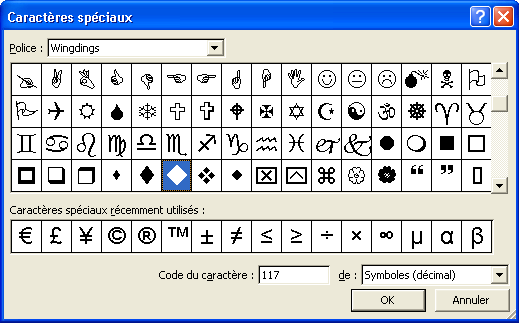 Caractères spéciaux
Police : Wingdings
Caractères spéciaux récemment utilisés :
€ £ ¥ © ® ™ ± ≠ ≤ ≥ ÷ × ∞ µ α β
Code du caractère : 117 de : Symboles (décimal)
OK Annuler